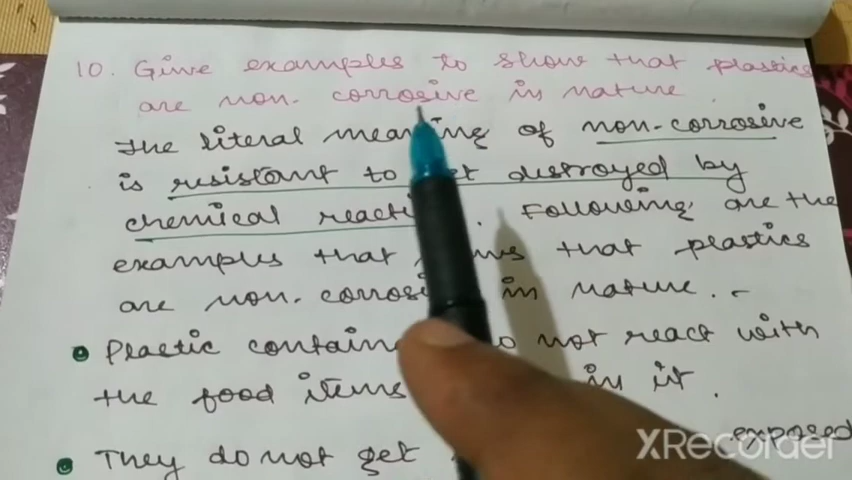 10. Give examples to show that plastics
are non-corrosive in nature.
The literal meaning of non-corrosive
is resistant to get destroyed by
chemical reacti.
Following are the
examples that plastics
are non-corrosi in nature.
Plastic contain not react with
the food items in it.
They do not get exposed
XRecorder